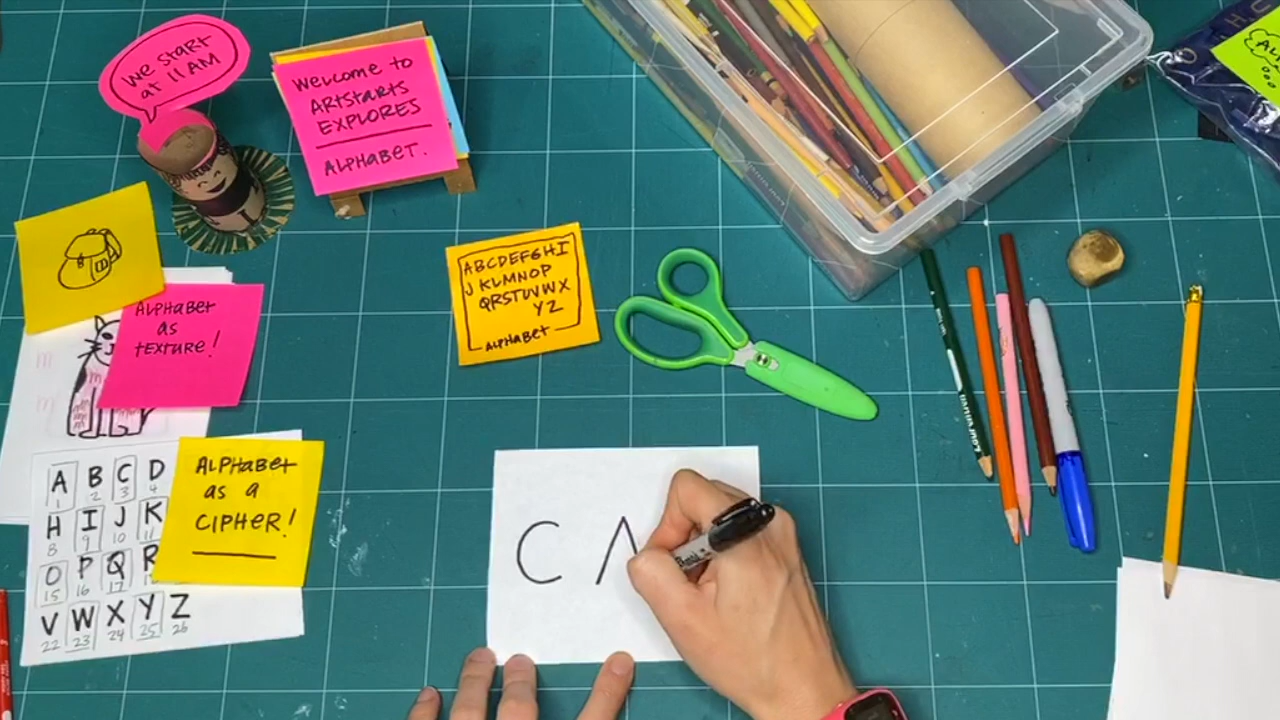 WE START
AT 11 AM
WELCOME TO
ARTSTARTS
EXPLORES
ALPHABET.
ABCDEFGHI
JKLMNOP
QRSTUVWX
YZ
ALPHABET
ALPHABET
as
TEXTURE!
m
m
ALPHABET
as a
CIPHER!
A B C D
1 2 3 4
H I J K
8 9 10 11
O P Q R
15 16 17
V W X Y Z
22 23 24 25 26
C A